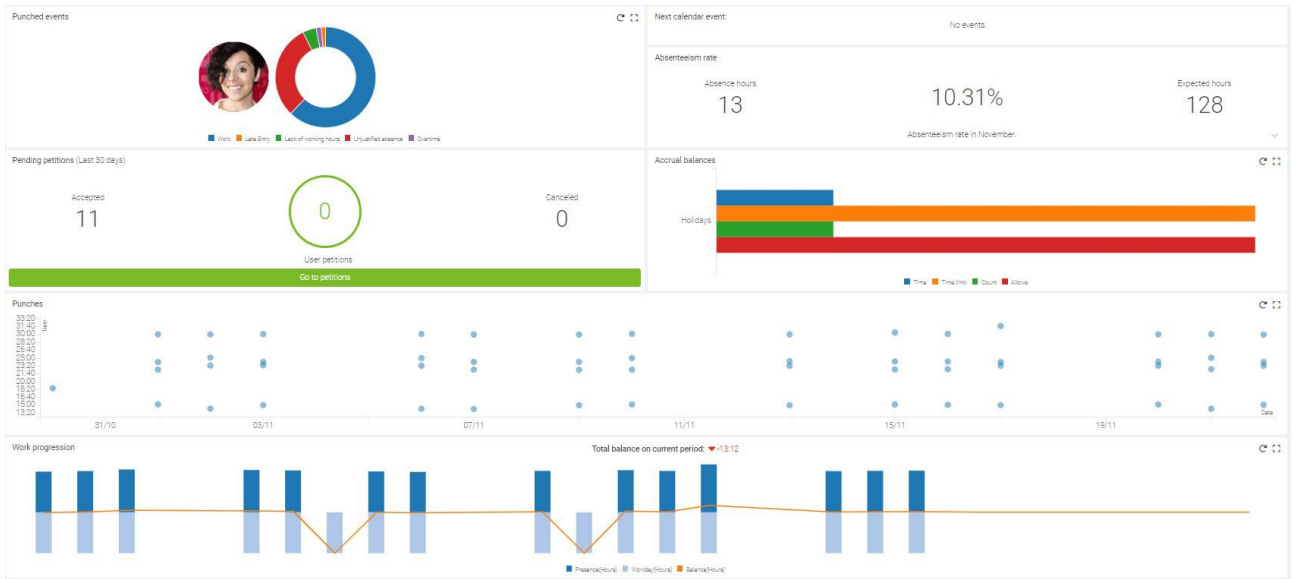 Punched events
Work Late Entry Lack of working hours Unjustified absence Overtime
Next calendar event:
No events
Absenteeism rate
Absence hours
13
10.31%
Expected hours
128
Absenteeism rate in November.
Pending petitions (Last 30 days)
Accepted
11
0
Canceled
0
User petitions
Go to petitions
Accrual balances
Holidays
Time Time limit Count Allows
Punches
33:20
31:40
30:00
28:20
26:40
25:00
23:20
21:40
20:00
18:20
16:40
15:00
13:20
Time
Date
31/10 03/11 07/11 11/11 15/11 19/11
Work progression
Total balance on current period: -13:12
Presence(Hours) Workday(Hours) Balance(Hours)